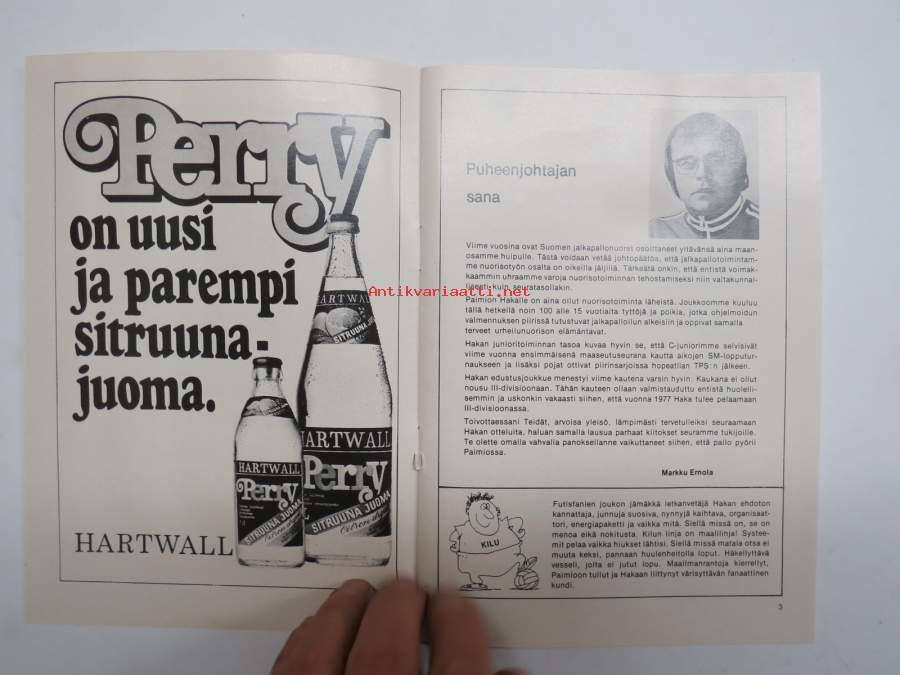 Perry
on uusi
ja parempi
sitruuna-
juoma.
HARTWALL
SITRUUNA JUOMA
HARTWALL
Perry
SITRUUNA JUOMA
HARTWALL
Perry
SITRUUNA JUOMA
HARTWALL
Antikvariaatti.net
Puheenjohtajan
sana
Viime vuosina ovat Suomen jalkapallonuoret osoittaneet yltävänsä aina maan-
osamme huipulle. Tästä voidaan vetää johtopäätös, että jalkapallotoimintam-
me nuorisotyön osalta on oikeilla jäljillä. Tärkeätä onkin, että entistä voimak-
kaammin uhraamme varoja nuorisotoiminnan tehostamiseksi niin valtakunnal-
lisesti kuin seuratasollakin.
Paimion Hakalle on aina ollut nuorisotoiminta läheistä. Joukkoomme kuuluu
tällä hetkellä noin 100 alle 15 vuotiaita tyttöjä ja poikia, jotka ohjelmoidun
valmennuksen piirissä tutustuvat jalkapalloilun alkeisiin ja oppivat samalla
terveet urheilunuorison elämäntavat.
Hakan junioritoiminnan tasoa kuvaa hyvin se, että C-juniorimme selvisivät
viime vuonna ensimmäisenä maaseutuseurana kautta aikojen SM-lopputur-
naukseen ja lisäksi pojat ottivat piirinsarjoissa hopeatilan TPS:n jälkeen.
Hakan edustusjoukkue menestyi viime kautena varsin hyvin. Kaukana ei ollut
nousu III-divisioonaan. Tähän kauteen ollaan valmistauduttu entistä huolelli-
semmin ja uskonkin vakaasti siihen, että vuonna 1977 Haka tulee pelaamaan
III-divisioonassa.
Toivottaessani Teidät, arvoisa yleisö, lämpimästi tervetulleiksi seuraamaan
Hakan otteluita, haluan samalla lausua parhaat kiitokset seuramme tukijoille.
Te olette omalla vahvalla panoksellanne vaikuttaneet siihen, että pallo pyörii
Paimiossa.
Markku Ernola
KILU
Futisfanien joukon jämäkkä letkanvetäjä Hakan ehdoton
kannattaja, junnuja suosiva, nynnyjä kaihtava, organisaat-
tori, energiapaketti ja vaikka mitä. Siellä missä on, se on
menoa eikä nokitusta. Kilun linja on maalilinja! Systee-
mit pelaa vaikka hiukset lähtisi. Siellä missä matala otsa ei
muuta keksi, pannaan huulenheitolla loput. Häkellyttävä
vesseli, jolta ei jutut lopu. Maailmanrantoja kierrellyt,
Paimioon tullut ja Hakaan liittynyt värisyttävän fanaattinen
kundi.
3